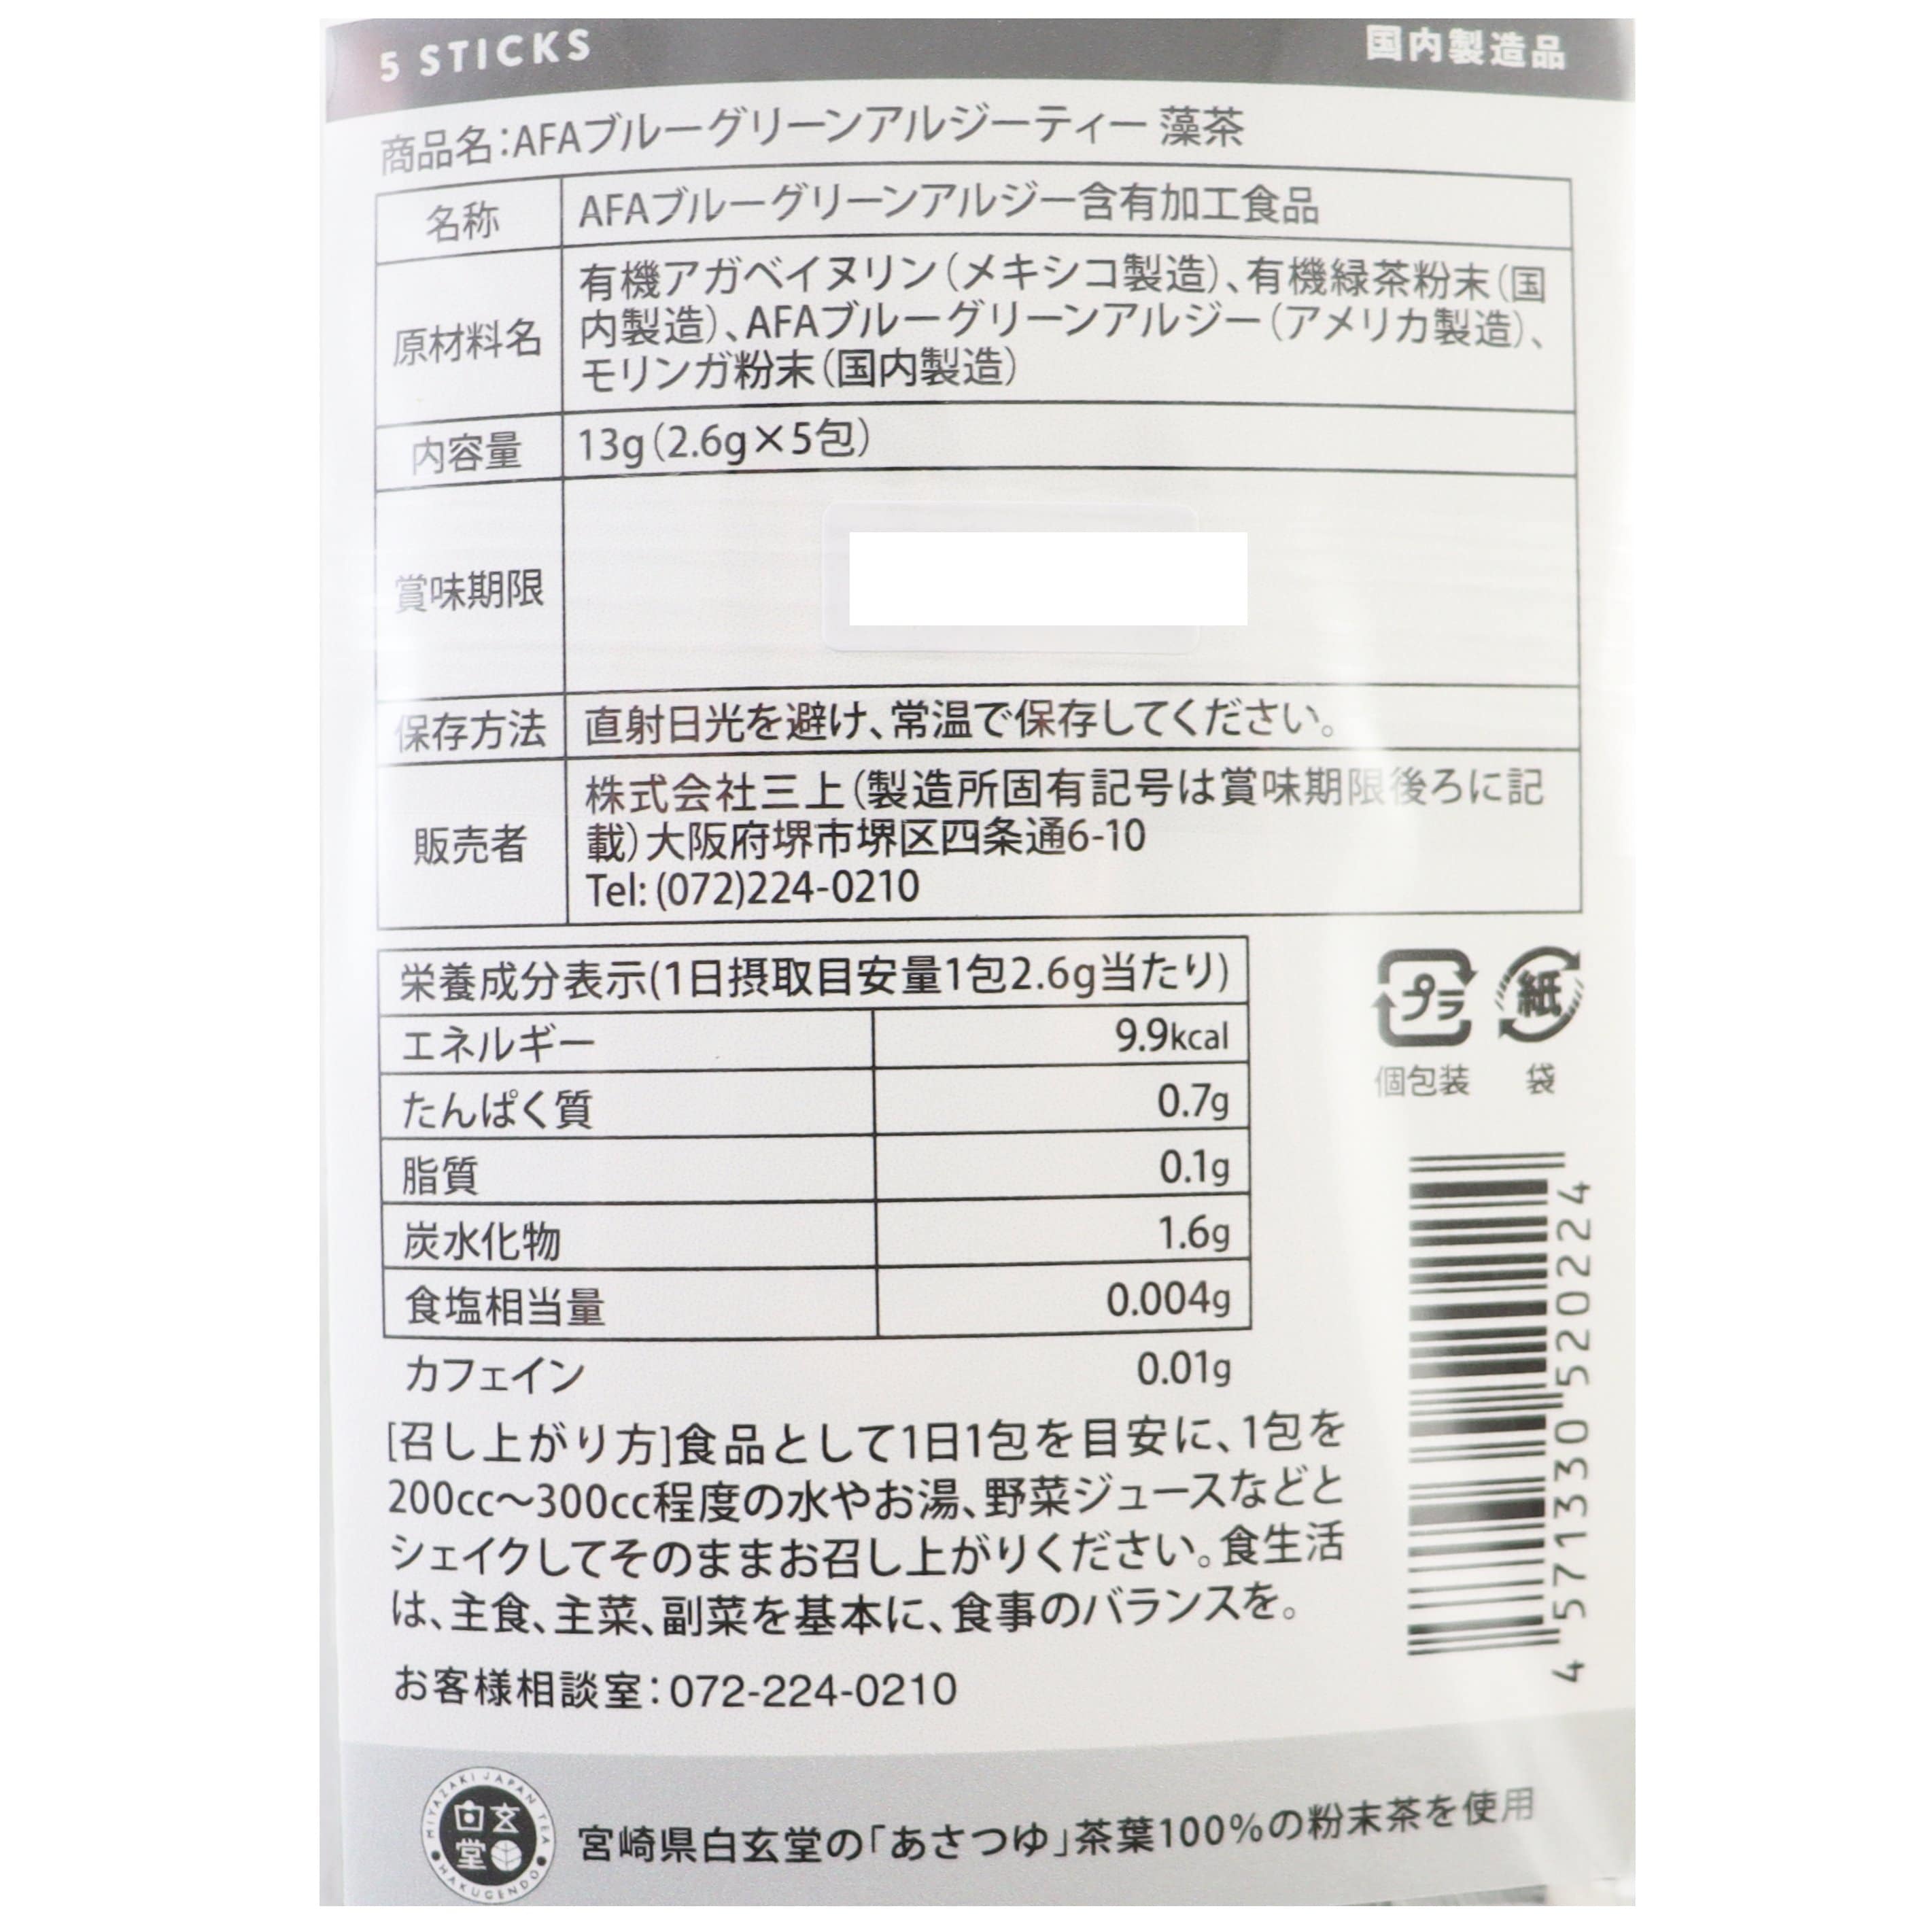 5 STICKS
国内製造品
商品名：AFAブルーグリーンアルジーティー 藻茶
名称
AFAブルーグリーンアルジー含有加工食品
原材料名
有機アガベイヌリン（メキシコ製造）、有機緑茶粉末（国
内製造）、AFAブルーグリーンアルジー（アメリカ製造）、
モリンガ粉末（国内製造）
内容量
13g（2.6g×5包）
賞味期限
保存方法
直射日光を避け、常温で保存してください。
販売者
株式会社三上（製造所固有記号は賞味期限後ろに記
載）大阪府堺市堺区四条通6-10
Tel: (072)224-0210
栄養成分表示(1日摂取目安量1包2.6g当たり)
エネルギー 9.9kcal
たんぱく質 0.7g
脂質 0.1g
炭水化物 1.6g
食塩相当量 0.004g
カフェイン 0.01g
プラ
個包装
紙
袋
4 571330 520224
[召し上がり方]食品として1日1包を目安に、1包を
200cc～300cc程度の水やお湯、野菜ジュースなどと
シェイクしてそのままお召し上がりください。食生活
は、主食、主菜、副菜を基本に、食事のバランスを。
お客様相談室：072-224-0210
MIYAZAKI JAPAN TEA
白玄堂
HAKUGENDO
宮崎県白玄堂の「あさつゆ」茶葉100%の粉末茶を使用